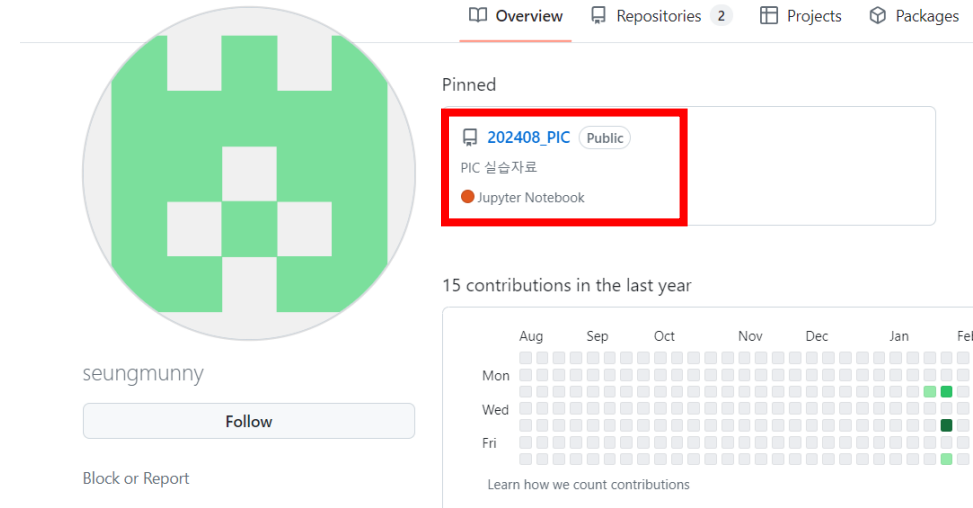 Overview
Repositories 2
Projects
Packages
Pinned
202408_PIC Public
PIC 실습자료
Jupyter Notebook
15 contributions in the last year
Aug Sep Oct Nov Dec Jan Feb
Mon
Wed
Fri
Learn how we count contributions
seungmunny
Follow
Block or Report